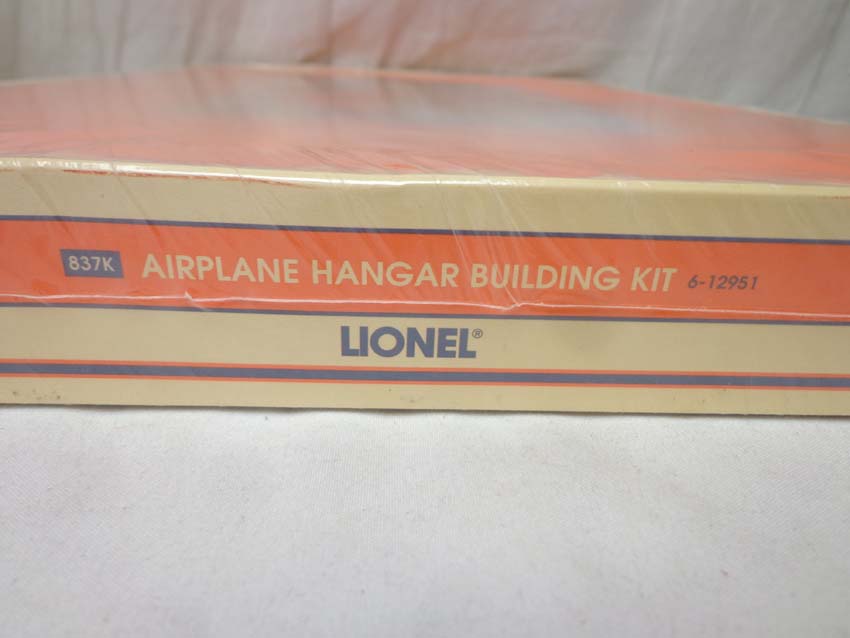 837K AIRPLANE HANGAR BUILDING KIT 6-12951
LIONEL®